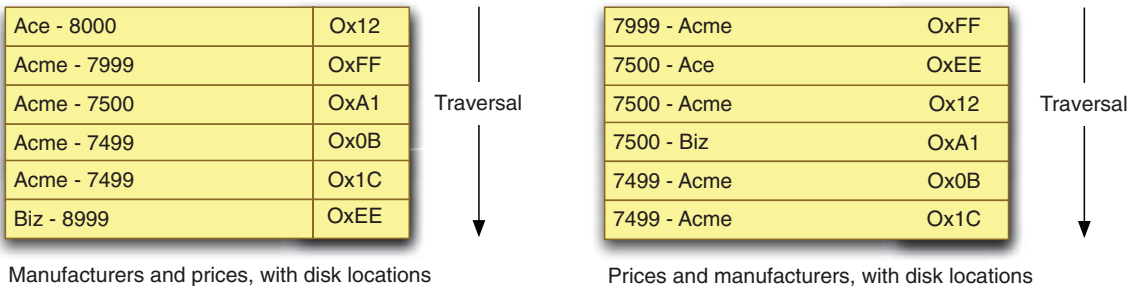 Ace - 8000 Ox12
Acme - 7999 OxFF
Acme - 7500 OxA1
Acme - 7499 Ox0B
Acme - 7499 Ox1C
Biz - 8999 OxEE
Traversal
Manufacturers and prices, with disk locations
7999 - Acme OxFF
7500 - Ace OxEE
7500 - Acme Ox12
7500 - Biz OxA1
7499 - Acme Ox0B
7499 - Acme Ox1C
Traversal
Prices and manufacturers, with disk locations